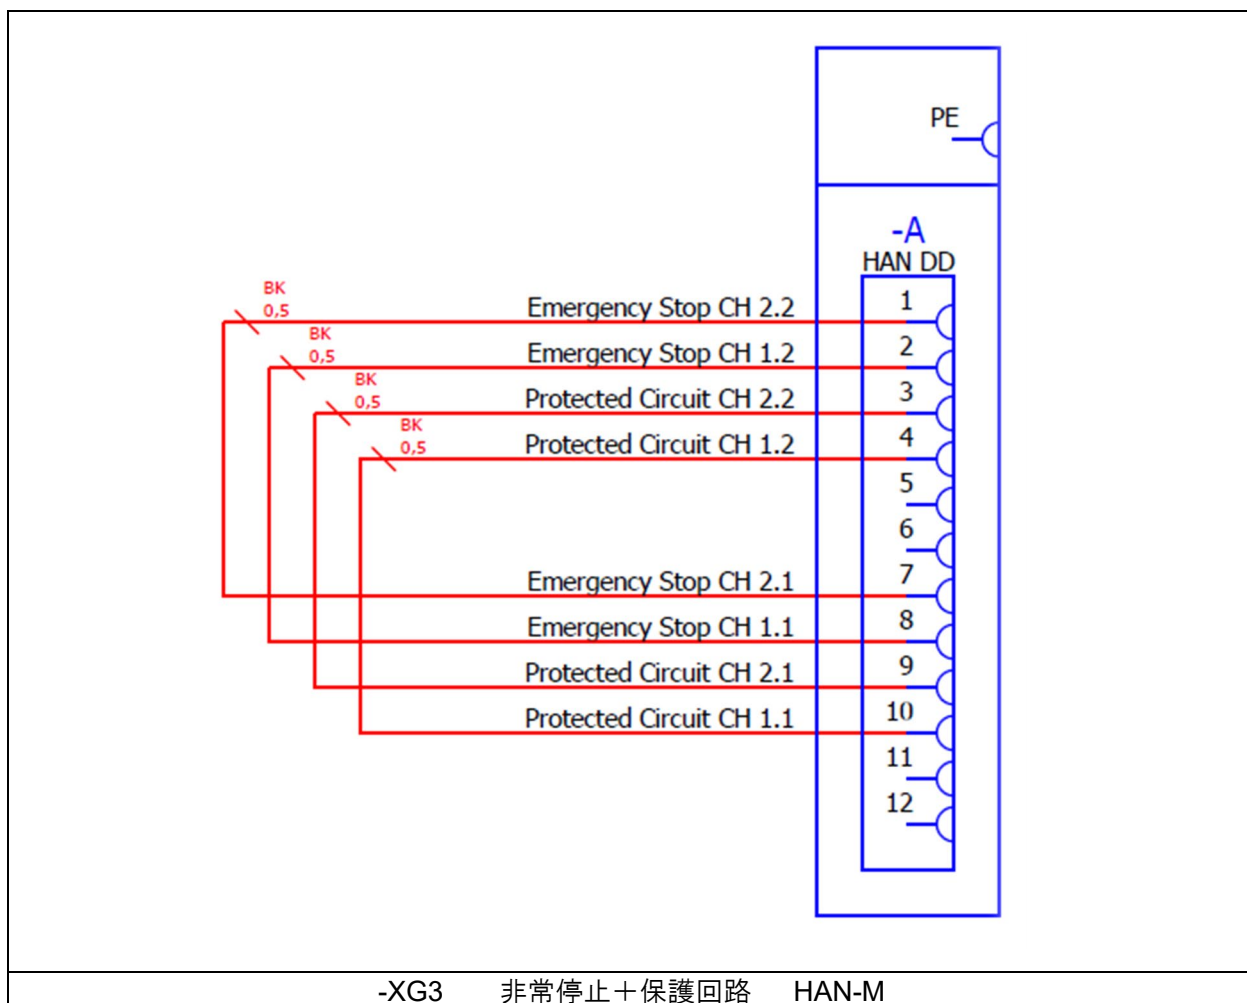 PE
-A
HAN DD
BK
0,5
Emergency Stop CH 2.2 1
BK
0,5
Emergency Stop CH 1.2 2
BK
0,5
Protected Circuit CH 2.2 3
BK
0,5
Protected Circuit CH 1.2 4
5
6
Emergency Stop CH 2.1 7
Emergency Stop CH 1.1 8
Protected Circuit CH 2.1 9
Protected Circuit CH 1.1 10
11
12
-XG3 非常停止＋保護回路 HAN-M